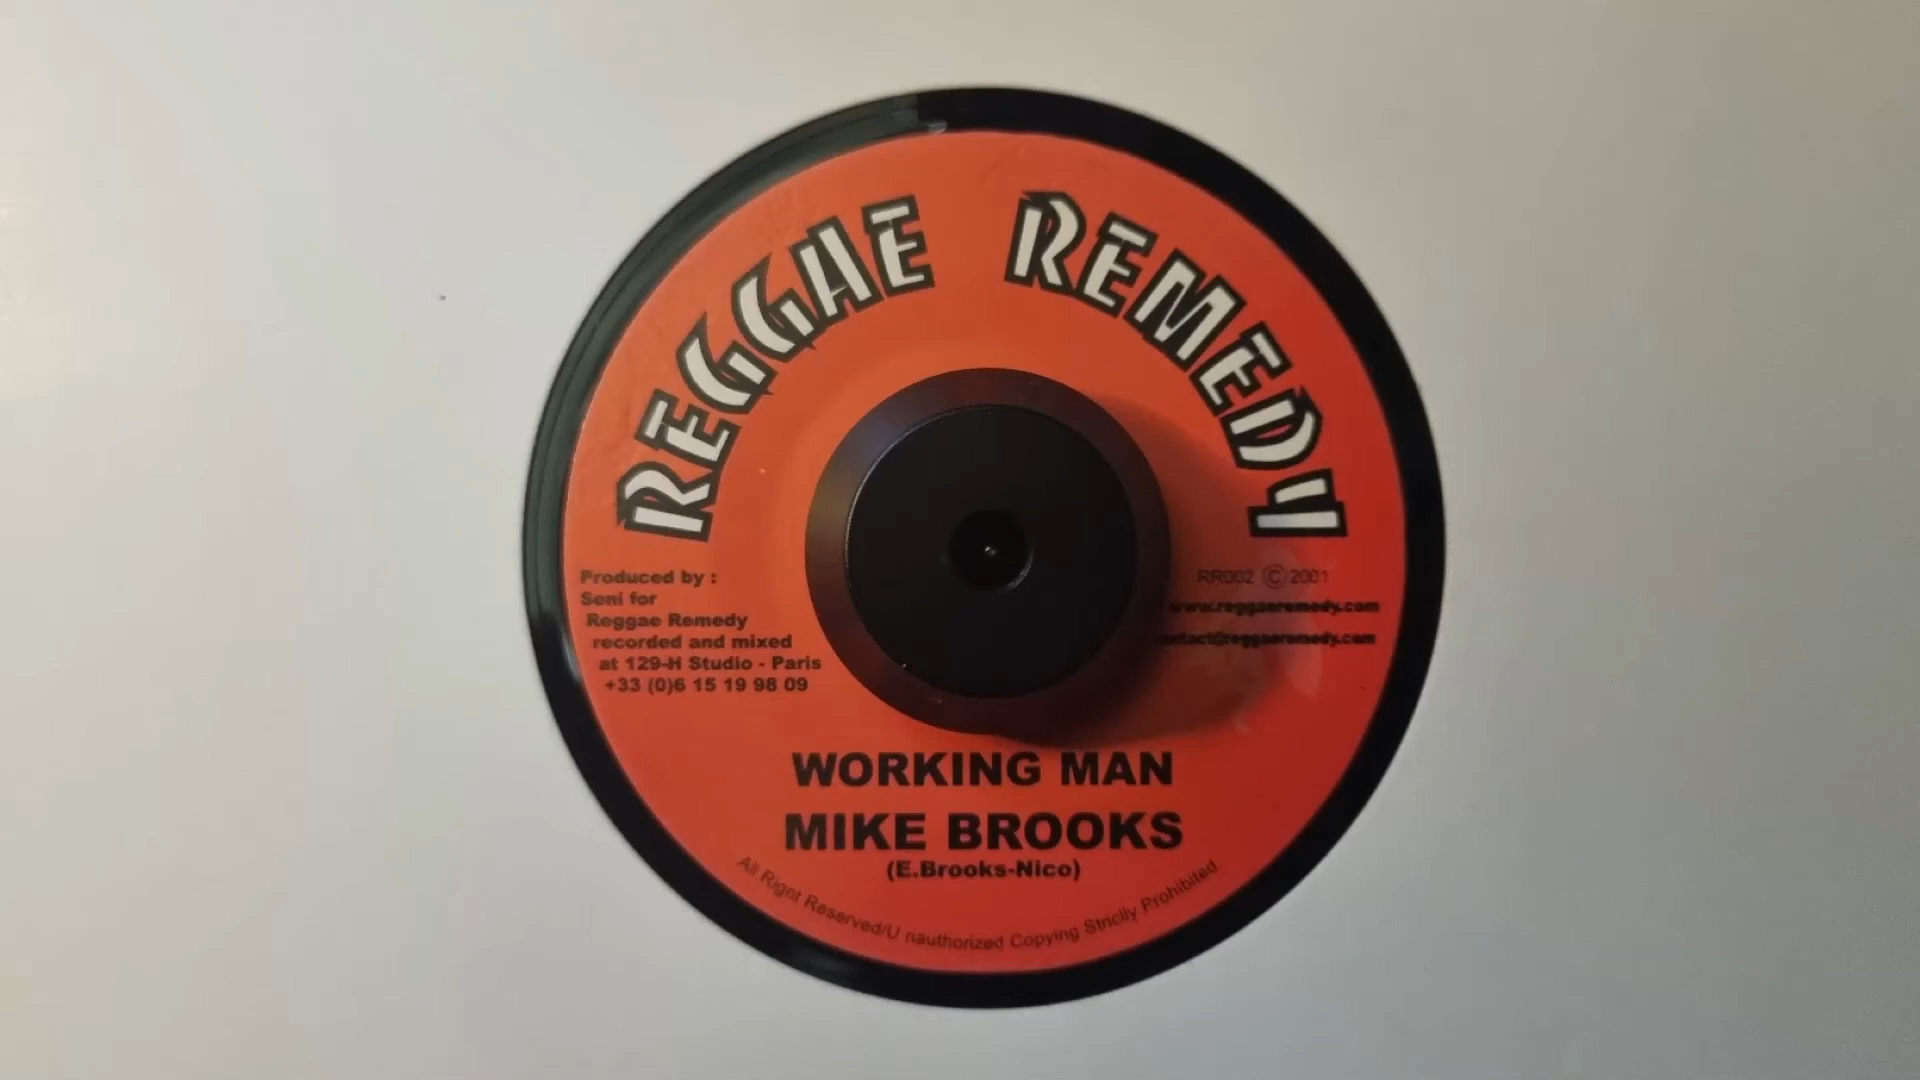 REGGAE REMEDY
Produced by :
Seni for
Reggae Remedy
recorded and mixed
at 129-H Studio - Paris
+33 (0)6 15 19 98 09
RR002 © 2001
www.reggaeremedy.com
contact@reggaeremedy.com
WORKING MAN
MIKE BROOKS
(E.Brooks-Nico)
All Right Reserved/U nauthorized Copying Striclly Prohibited